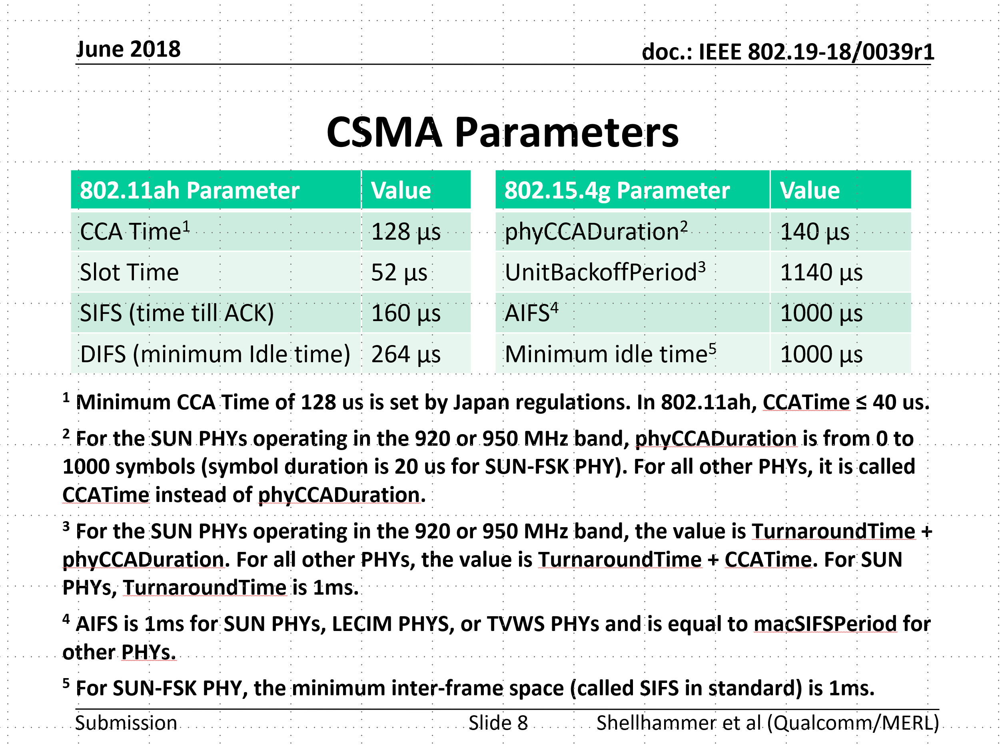 June 2018
doc.: IEEE 802.19-18/0039r1
CSMA Parameters
802.11ah Parameter Value
CCA Time¹ 128 µs
Slot Time 52 µs
SIFS (time till ACK) 160 µs
DIFS (minimum Idle time) 264 µs
802.15.4g Parameter Value
phyCCADuration² 140 µs
UnitBackoffPeriod³ 1140 µs
AIFS⁴ 1000 µs
Minimum idle time⁵ 1000 µs
¹ Minimum CCA Time of 128 us is set by Japan regulations. In 802.11ah, CCATime ≤ 40 us.
² For the SUN PHYs operating in the 920 or 950 MHz band, phyCCADuration is from 0 to
1000 symbols (symbol duration is 20 us for SUN-FSK PHY). For all other PHYs, it is called
CCATime instead of phyCCADuration.
³ For the SUN PHYs operating in the 920 or 950 MHz band, the value is TurnaroundTime +
phyCCADuration. For all other PHYs, the value is TurnaroundTime + CCATime. For SUN
PHYs, TurnaroundTime is 1ms.
⁴ AIFS is 1ms for SUN PHYs, LECIM PHYS, or TVWS PHYs and is equal to macSIFSPeriod for
other PHYs.
⁵ For SUN-FSK PHY, the minimum inter-frame space (called SIFS in standard) is 1ms.
Submission
Slide 8
Shellhammer et al (Qualcomm/MERL)